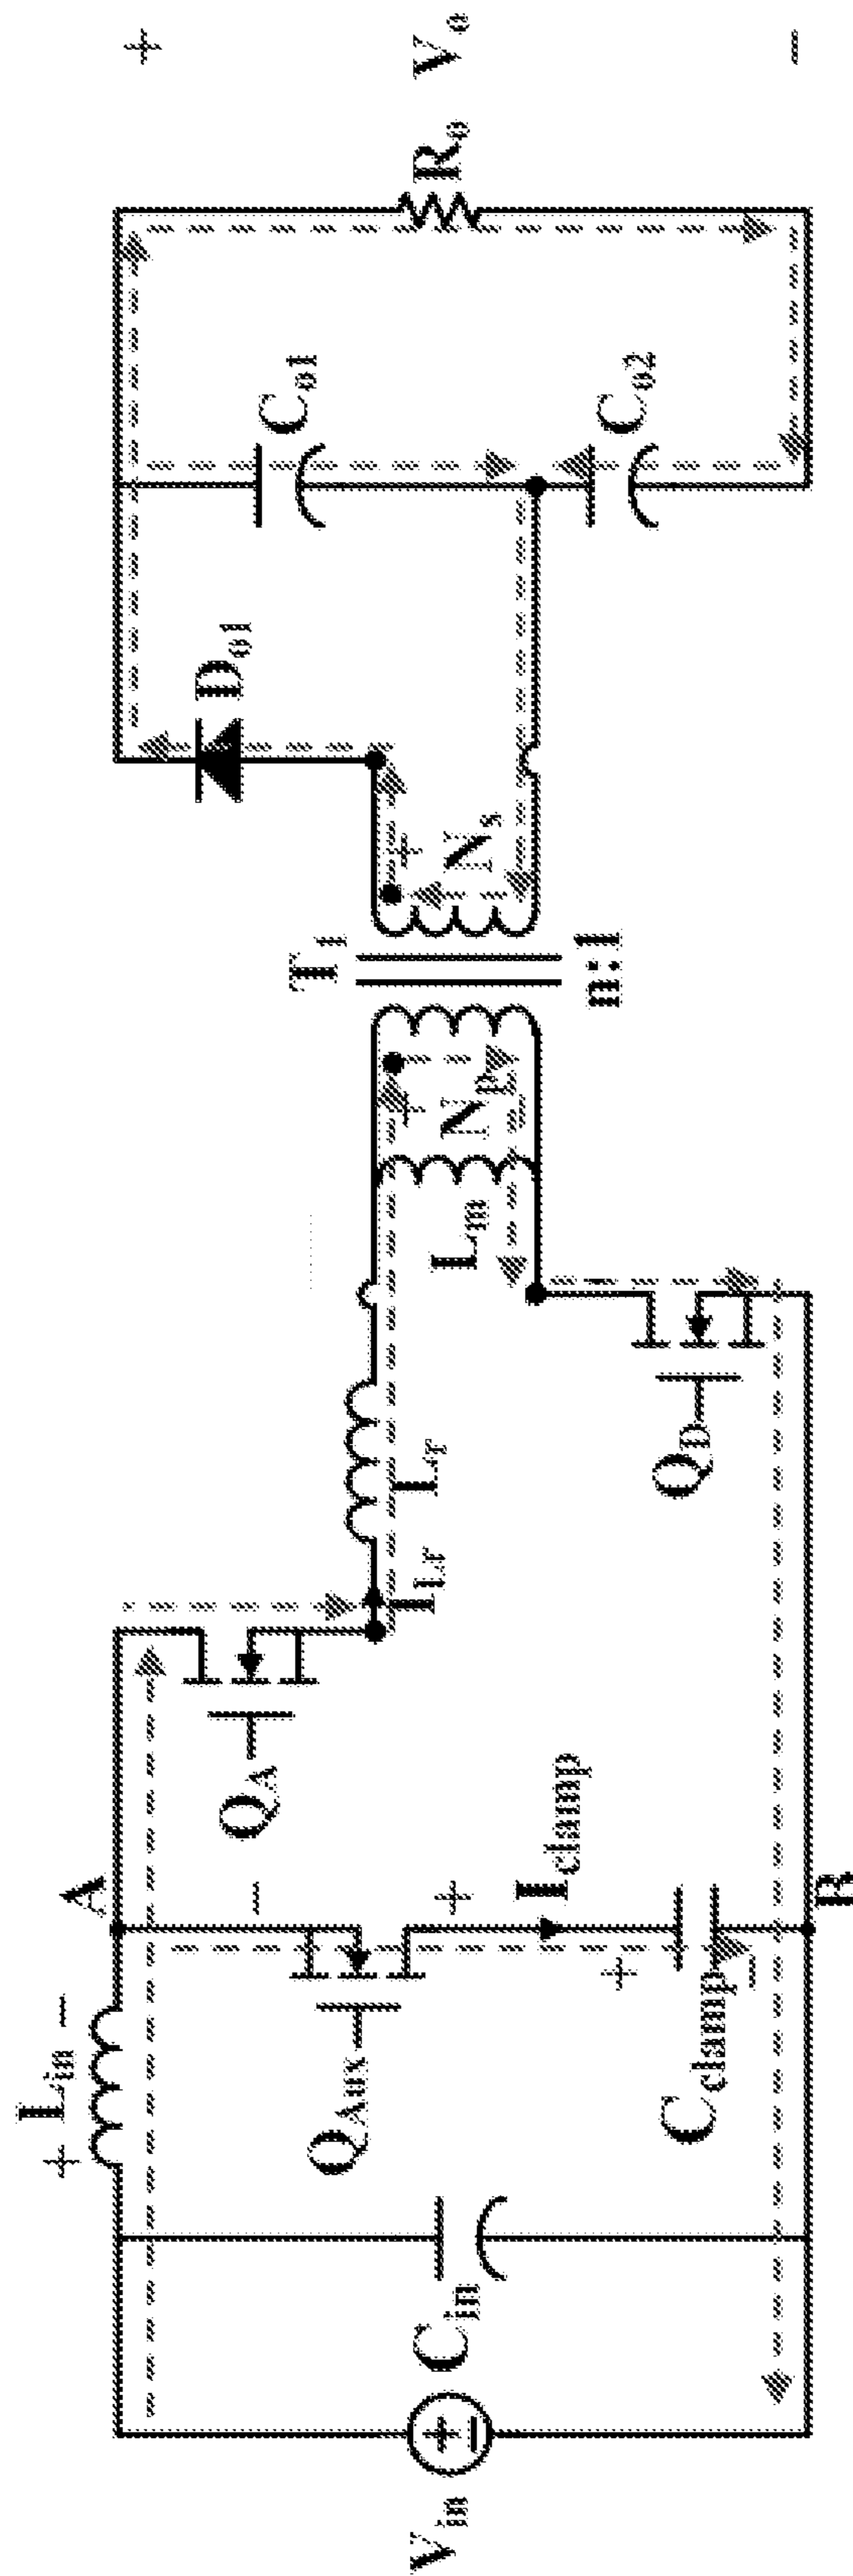 V_in
+
−
C_in
+ L_in −
A
Q_Aux
−
+
I_clamp
C_clamp
+
−
B
Q_A
I_Lr
L_r
Q_D
L_m
N_p
+
−
T_1
n:1
N_s
+
D_o1
C_o1
C_o2
R_o
+
V_o
−